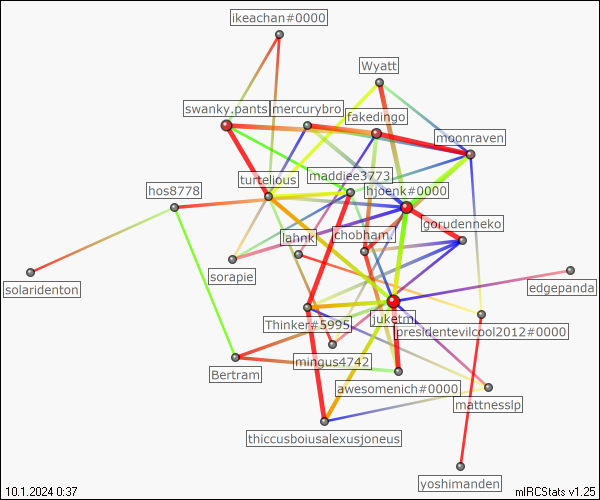 ikeachan#0000
Wyatt
swanky.pants
mercurybro
fakedingo
moonraven
maddiee3773
turtelious
hjoenk#0000
hos8778
gorudenneko
chobham.
lahnk
sorapie
solaridenton
edgepanda
Thinker#5995
juketml
presidentevilcool2012#0000
mingus4742
Bertram
awesomenich#0000
mattnesslp
thiccusboiusalexusjoneus
yoshimanden
10.1.2024 0:37
mIRCStats v1.25